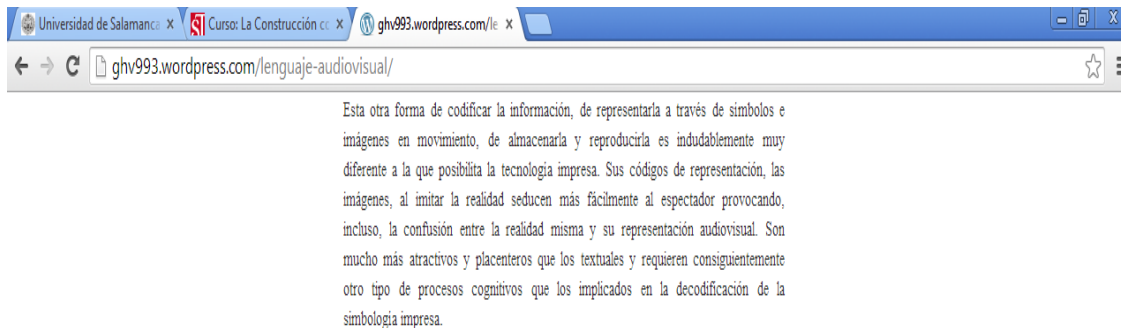 Universidad de Salamanca
Curso: La Construcción co
ghv993.wordpress.com/le
ghv993.wordpress.com/lenguaje-audiovisual/
Esta otra forma de codificar la información, de representarla a través de símbolos e
imágenes en movimiento, de almacenarla y reproducirla es indudablemente muy
diferente a la que posibilita la tecnología impresa. Sus códigos de representación, las
imágenes, al imitar la realidad seducen más fácilmente al espectador provocando,
incluso, la confusión entre la realidad misma y su representación audiovisual. Son
mucho más atractivos y placenteros que los textuales y requieren consiguientemente
otro tipo de procesos cognitivos que los implicados en la decodificación de la
simbología impresa.